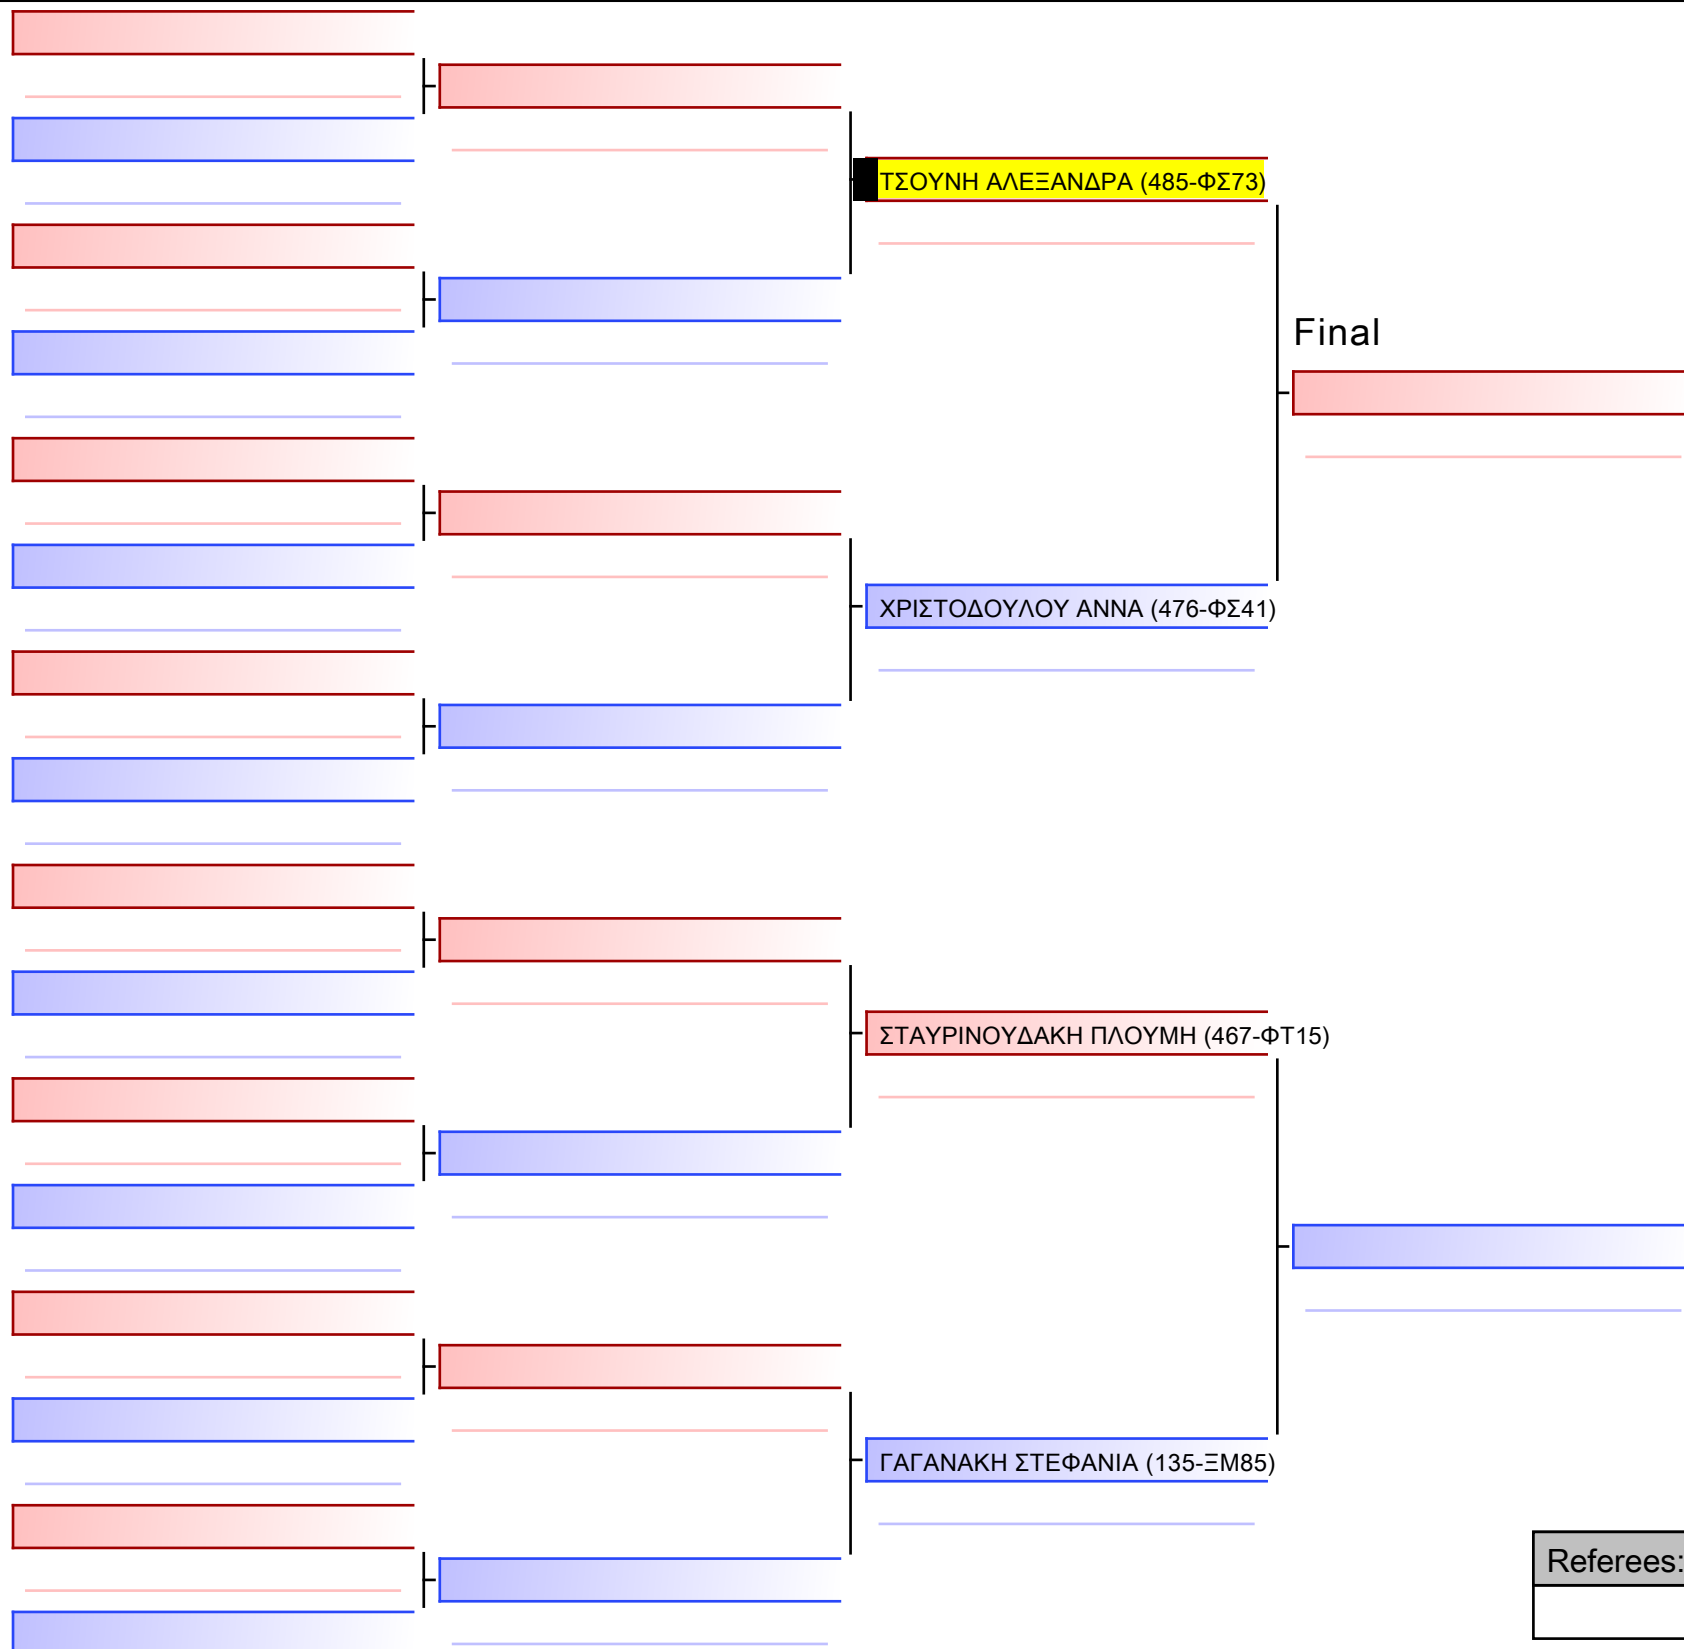 ΤΣΟΥΝΗ ΑΛΕΞΑΝΔΡΑ (485-ΦΣ73)
Final
ΧΡΙΣΤΟΔΟΥΛΟΥ ΑΝΝΑ (476-ΦΣ41)
ΣΤΑΥΡΙΝΟΥΔΑΚΗ ΠΛΟΥΜΗ (467-ΦΤ15)
ΓΑΓΑΝΑΚΗ ΣΤΕΦΑΝΙΑ (135-ΞΜ85)
Referees: